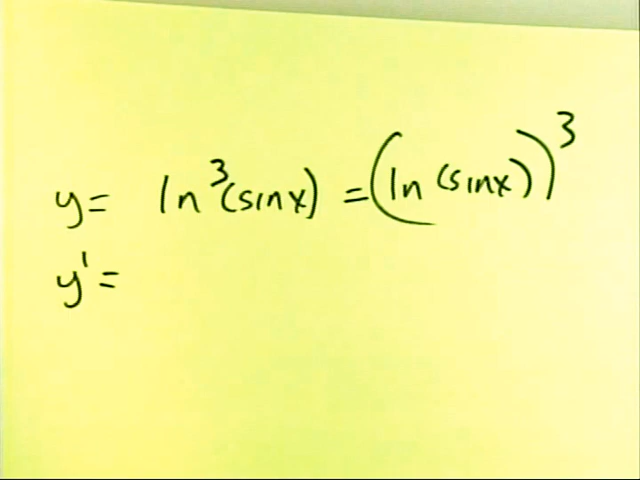 y = ln³(sinx) = (ln(sinx))³
y' =